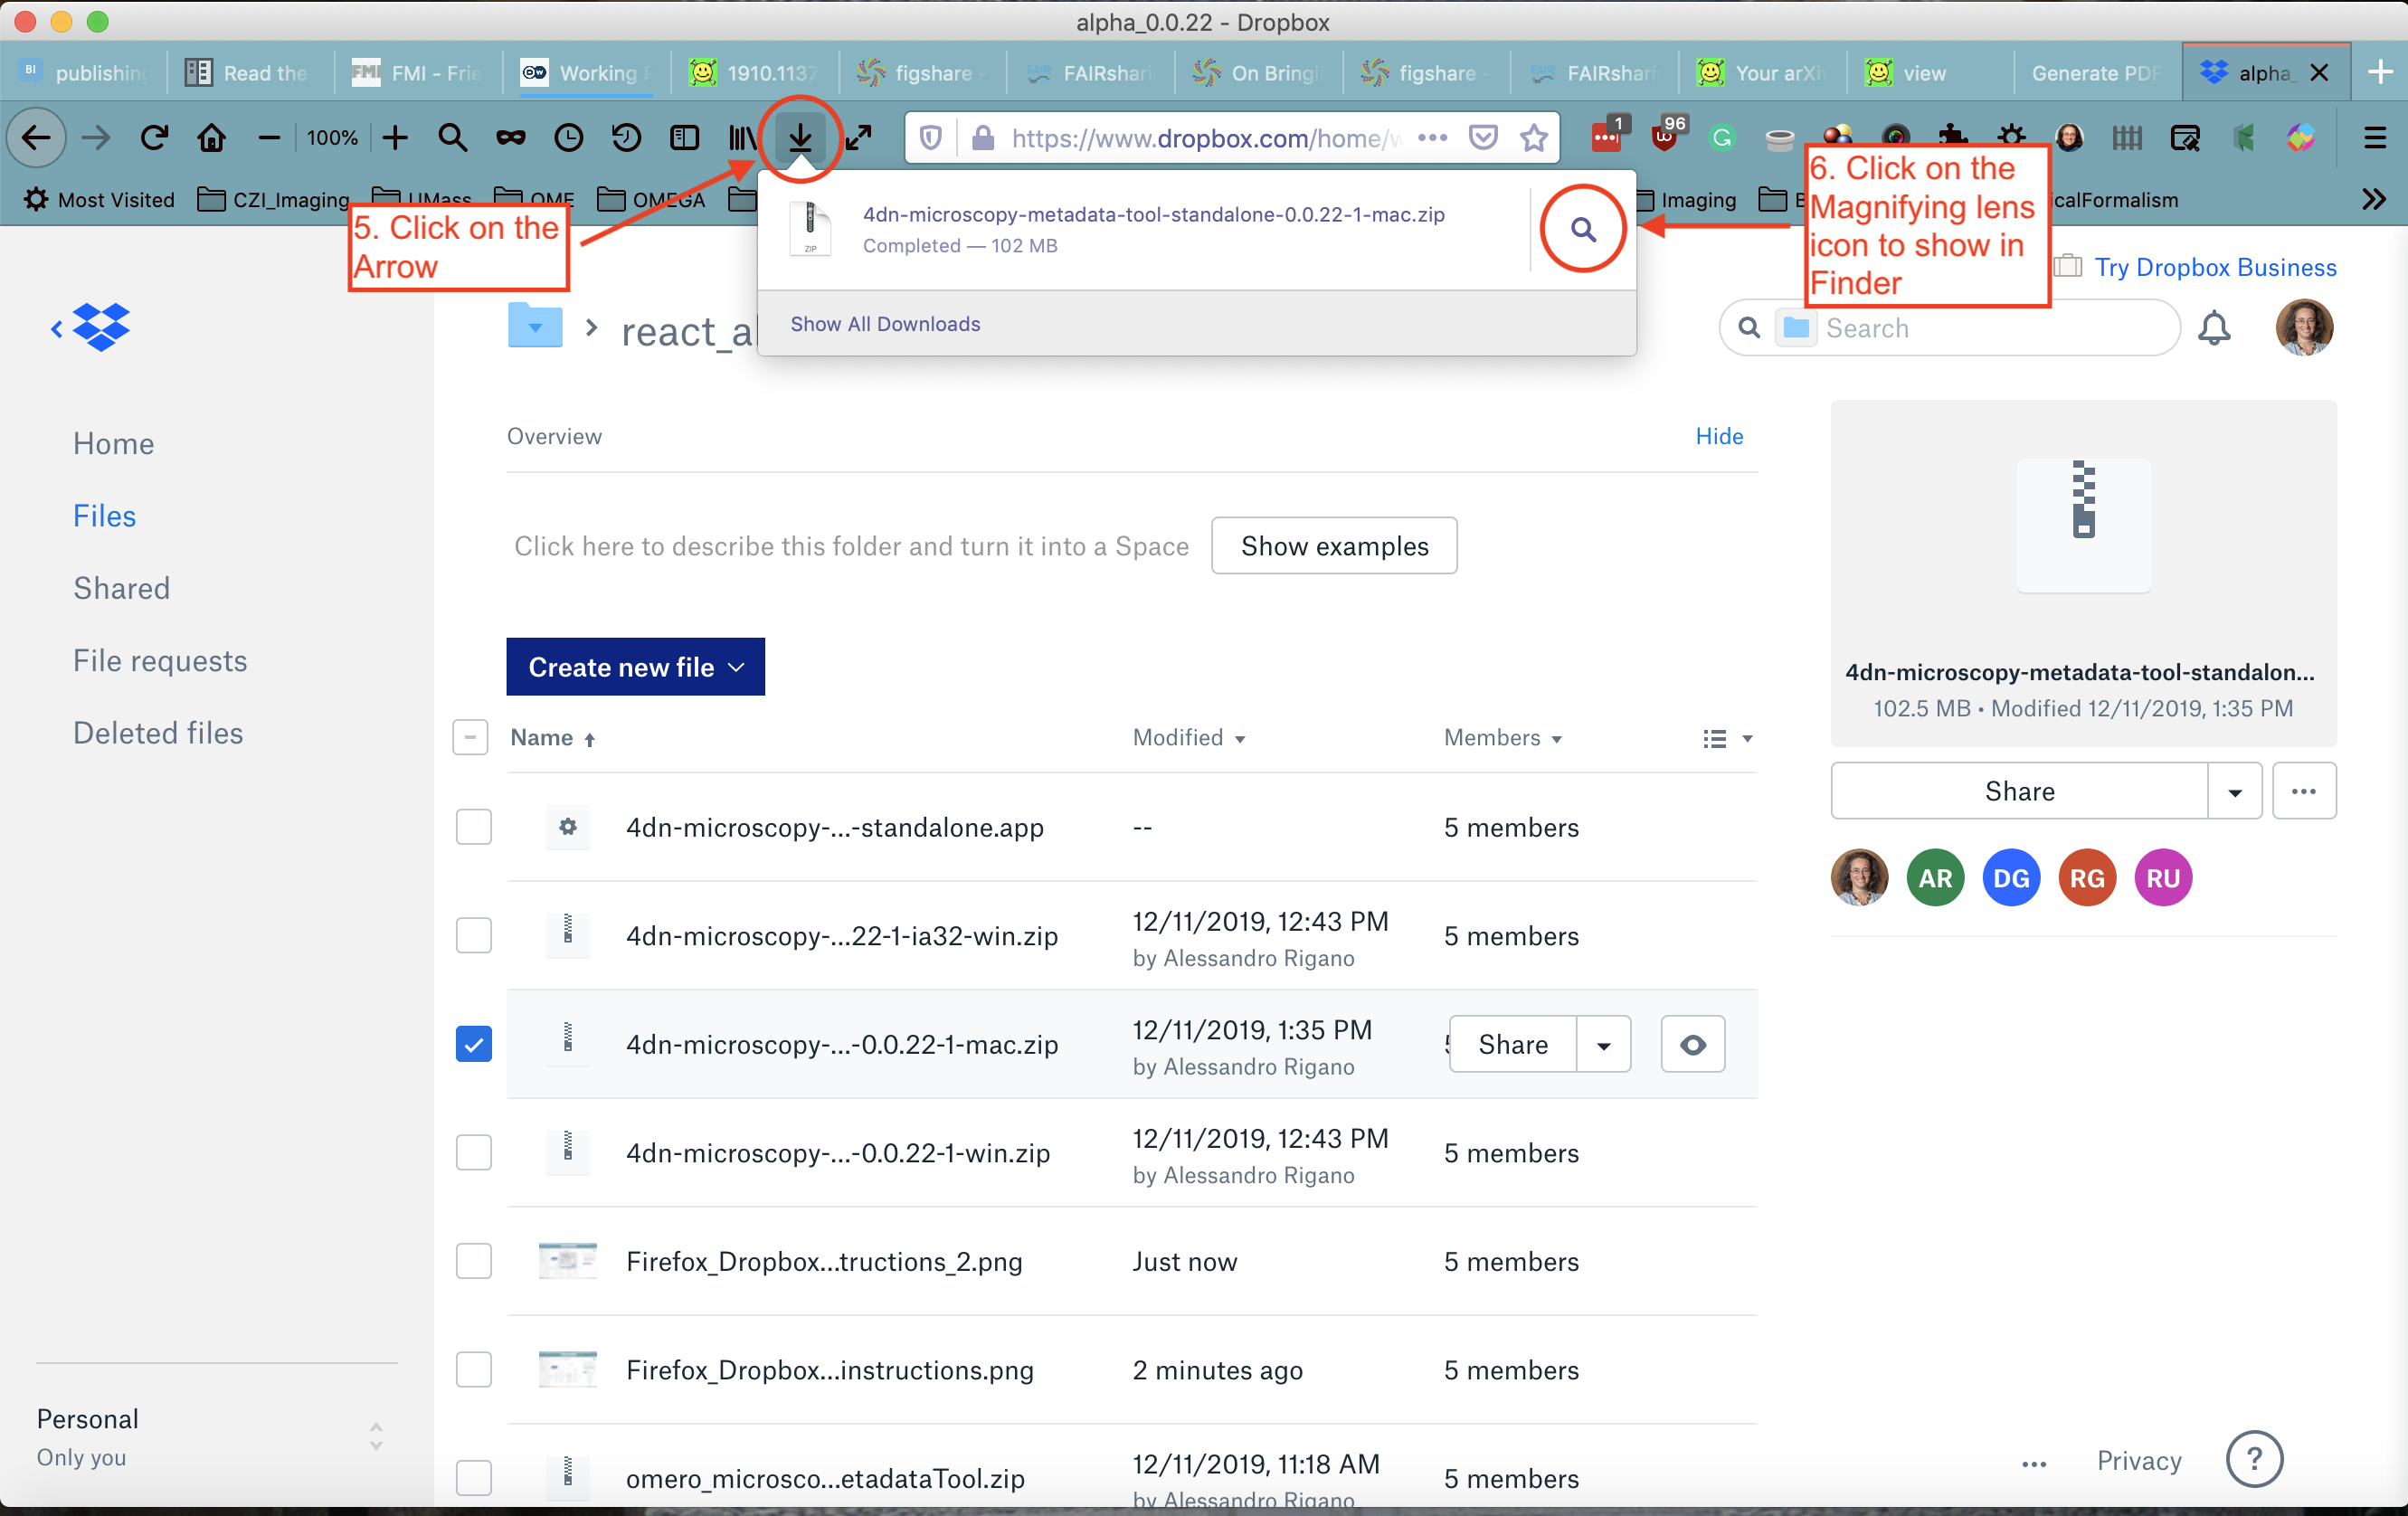 alpha_0.0.22 - Dropbox
BI publishing
Read the
FMI FMI - Frie
DW Working
1910.1137
figshare -
FAIRshari
On Bringi
figshare -
FAIRshari
Your arXi
view
Generate PDF
alpha_
100%
https://www.dropbox.com/home/w
1
96
Most Visited
CZI_Imaging
UMass
OME
OMEGA
Imaging
B
icalFormalism
5. Click on the
Arrow
4dn-microscopy-metadata-tool-standalone-0.0.22-1-mac.zip
ZIP
Completed — 102 MB
Show All Downloads
6. Click on the
Magnifying lens
icon to show in
Finder
Try Dropbox Business
react_a
Search
Home
Files
Shared
File requests
Deleted files
Personal
Only you
Overview
Hide
Click here to describe this folder and turn it into a Space
Show examples
Create new file
Name
Modified
Members
4dn-microscopy-...-standalone.app
--
5 members
4dn-microscopy-...22-1-ia32-win.zip
12/11/2019, 12:43 PM
by Alessandro Rigano
5 members
4dn-microscopy-...-0.0.22-1-mac.zip
12/11/2019, 1:35 PM
by Alessandro Rigano
5
Share
4dn-microscopy-...-0.0.22-1-win.zip
12/11/2019, 12:43 PM
by Alessandro Rigano
5 members
Firefox_Dropbox...tructions_2.png
Just now
5 members
Firefox_Dropbox...instructions.png
2 minutes ago
5 members
omero_microsco...etadataTool.zip
12/11/2019, 11:18 AM
by Alessandro Rigano
5 members
4dn-microscopy-metadata-tool-standalon...
102.5 MB • Modified 12/11/2019, 1:35 PM
Share
AR
DG
RG
RU
Privacy
?